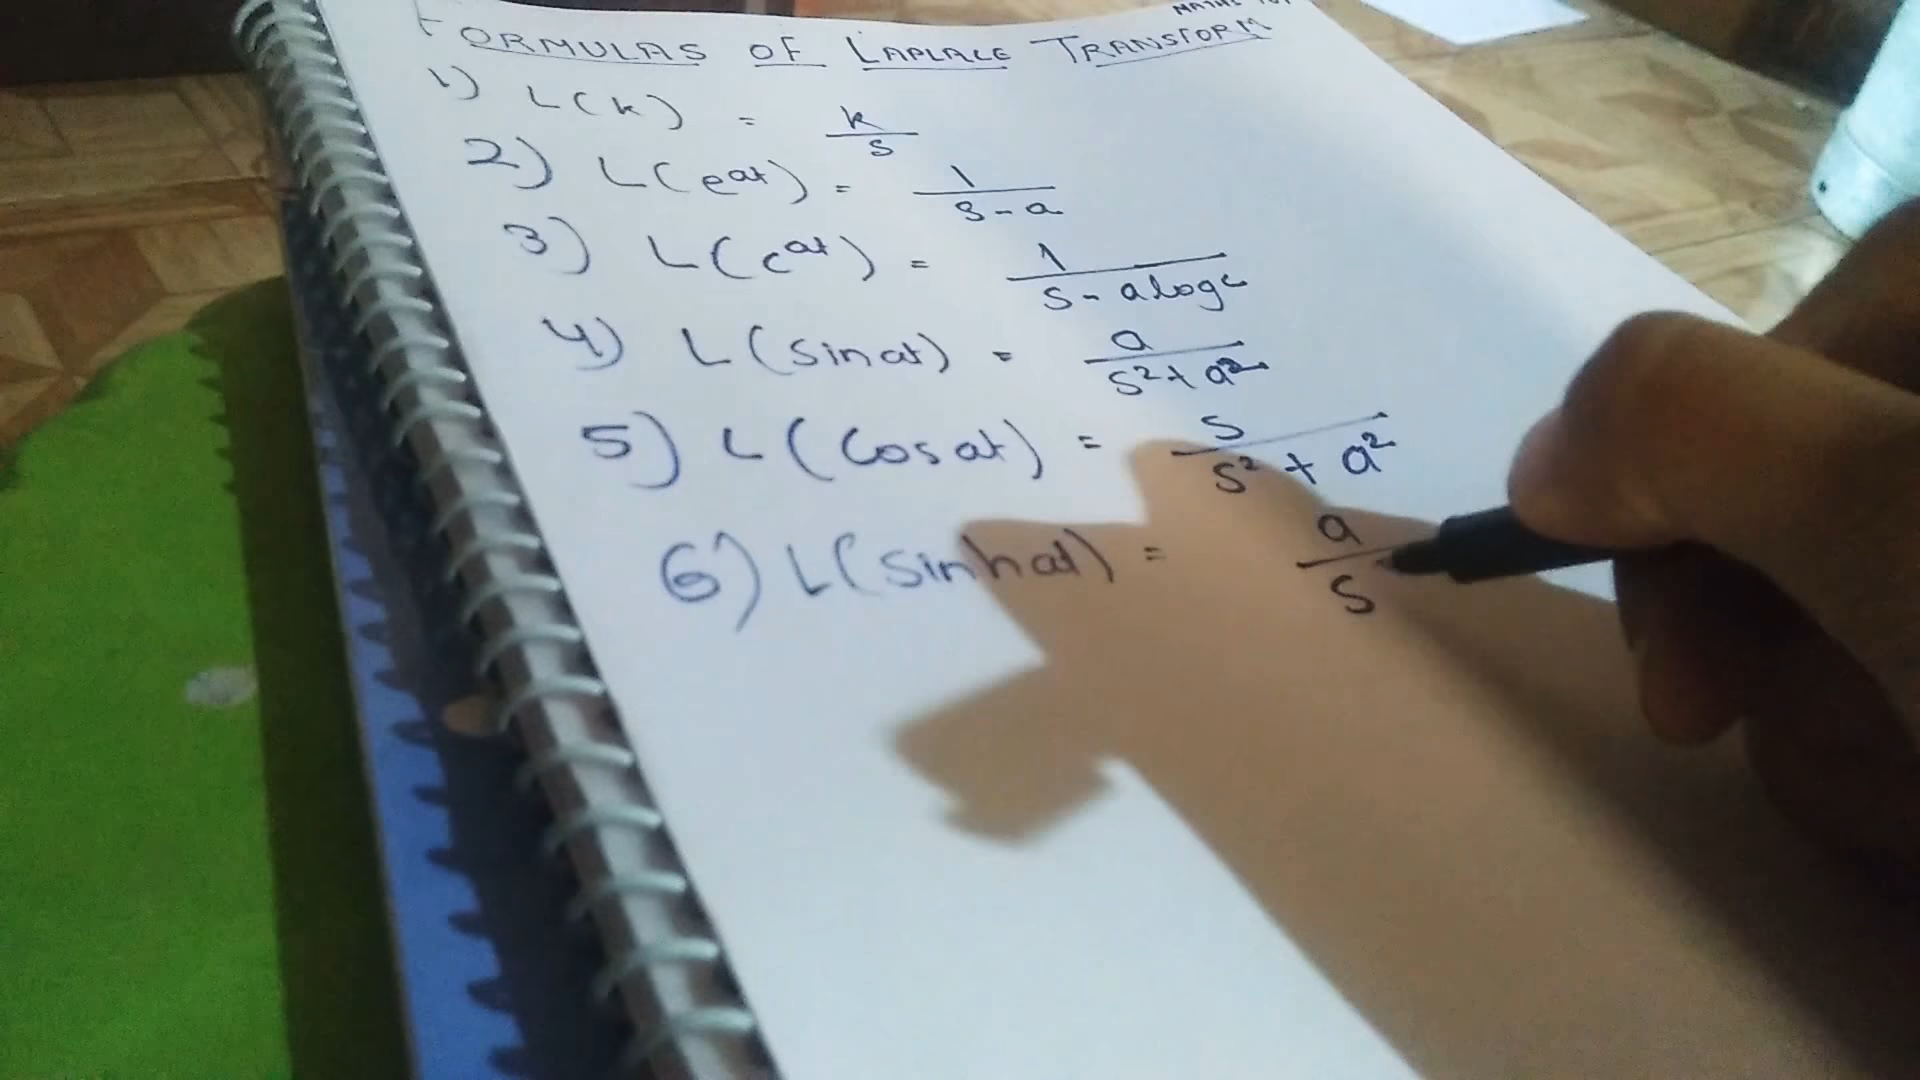 FORMULAS OF LAPLACE TRANSFORM
1) L(k) = k/s
2) L(e^at) = 1/s-a
3) L(c^at) = 1/s-alogc
4) L(sinat) = a/s²+a²
5) L(Cosat) = s/s²+a²
6) L(sinhat) = a/s